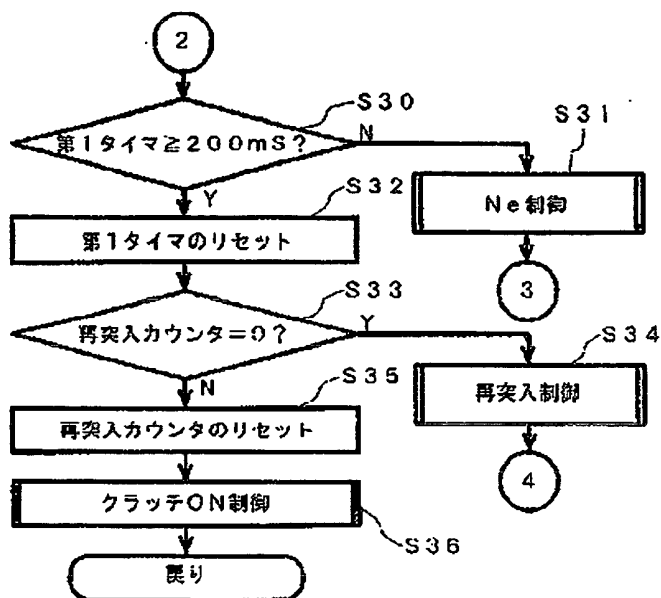 2
S30
第1タイマ≧200mS?
N
S31
Y
S32
Ne制御
第1タイマのリセット
3
S33
再突入カウンタ=0?
Y
S34
N
S35
再突入制御
再突入カウンタのリセット
4
クラッチON制御
S36
戻り